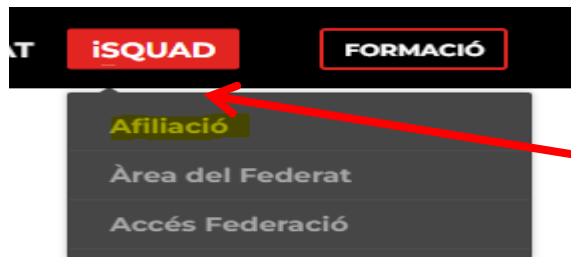 AT iSQUAD FORMACIÓ
Afiliació
Àrea del Federat
Accés Federació